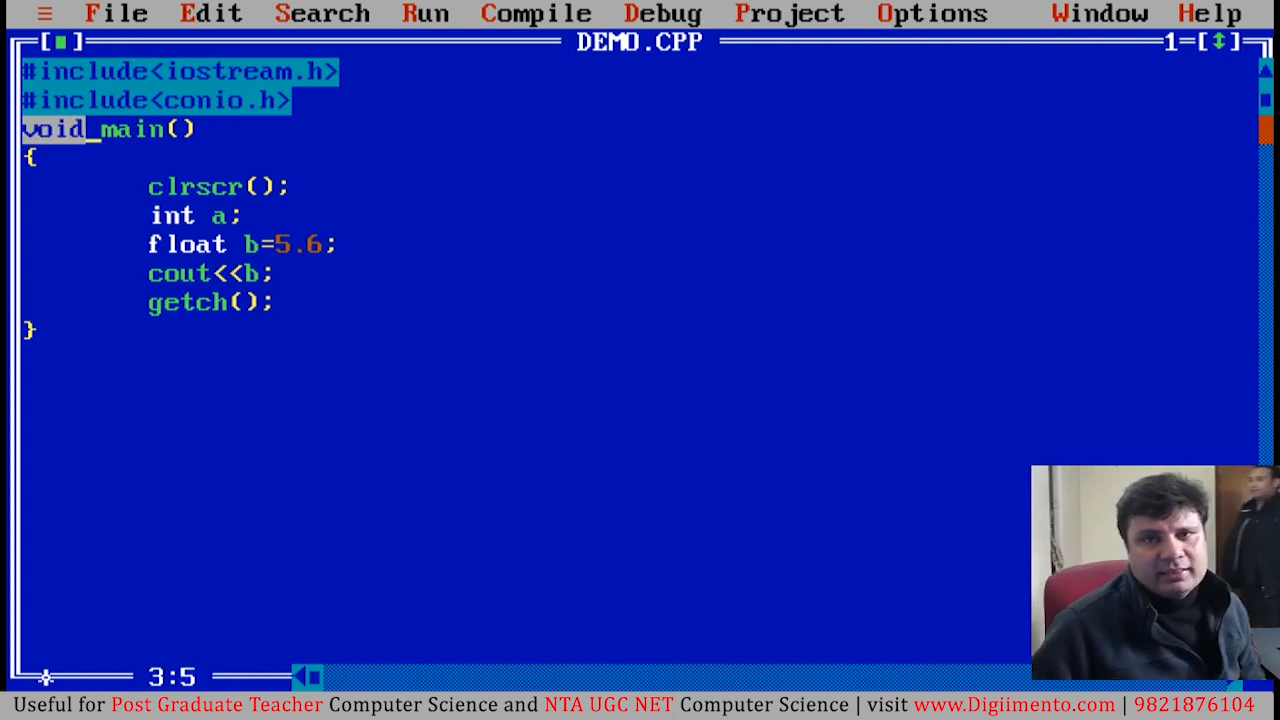 ≡ File Edit Search Run Compile Debug Project Options Window Help
[■] DEMO.CPP 1=[↕]
#include<iostream.h>
#include<conio.h>
void main()
{
clrscr();
int a;
float b=5.6;
cout<<b;
getch();
}
3:5
Useful for Post Graduate Teacher Computer Science and NTA UGC NET Computer Science | visit www.Digiimento.com | 9821876104